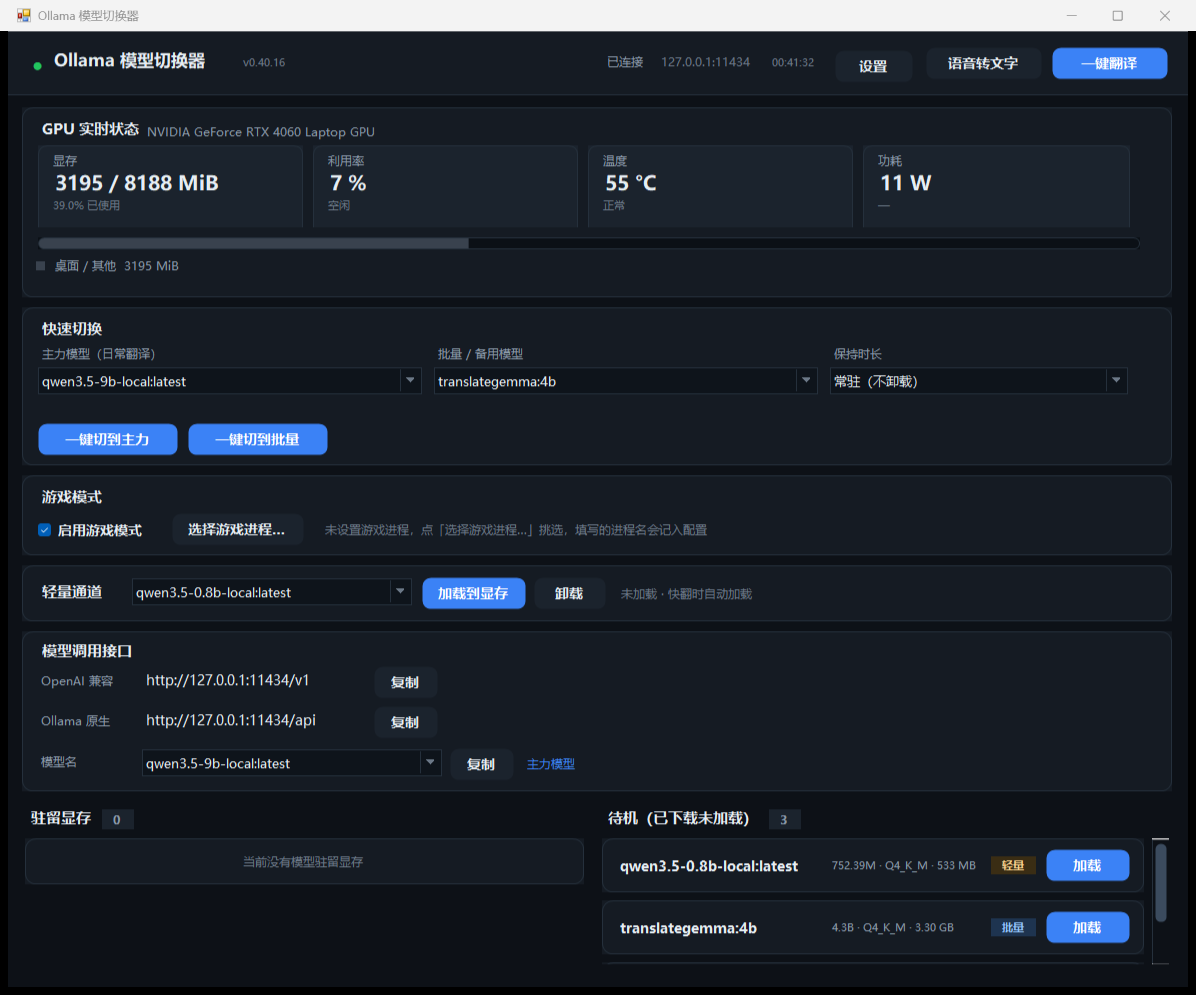 Ollama 模型切换器
Ollama 模型切换器 v0.40.16 已连接 127.0.0.1:11434 00:41:32 设置 语音转文字 一键翻译
GPU 实时状态 NVIDIA GeForce RTX 4060 Laptop GPU
显存 利用率 温度 功耗
3195 / 8188 MiB 7 % 55 °C 11 W
39.0% 已使用 空闲 正常 —
桌面 / 其他 3195 MiB
快速切换
主力模型（日常翻译） 批量 / 备用模型 保持时长
qwen3.5-9b-local:latest translategemma:4b 常驻（不卸载）
一键切到主力 一键切到批量
游戏模式
启用游戏模式 选择游戏进程... 未设置游戏进程，点「选择游戏进程...」挑选，填写的进程名会记入配置
轻量通道 qwen3.5-0.8b-local:latest 加载到显存 卸载 未加载 · 快翻时自动加载
模型调用接口
OpenAI 兼容 http://127.0.0.1:11434/v1 复制
Ollama 原生 http://127.0.0.1:11434/api 复制
模型名 qwen3.5-9b-local:latest 复制 主力模型
驻留显存 0 待机（已下载未加载） 3
当前没有模型驻留显存
qwen3.5-0.8b-local:latest 752.39M · Q4_K_M · 533 MB 轻量 加载
translategemma:4b 4.3B · Q4_K_M · 3.30 GB 批量 加载